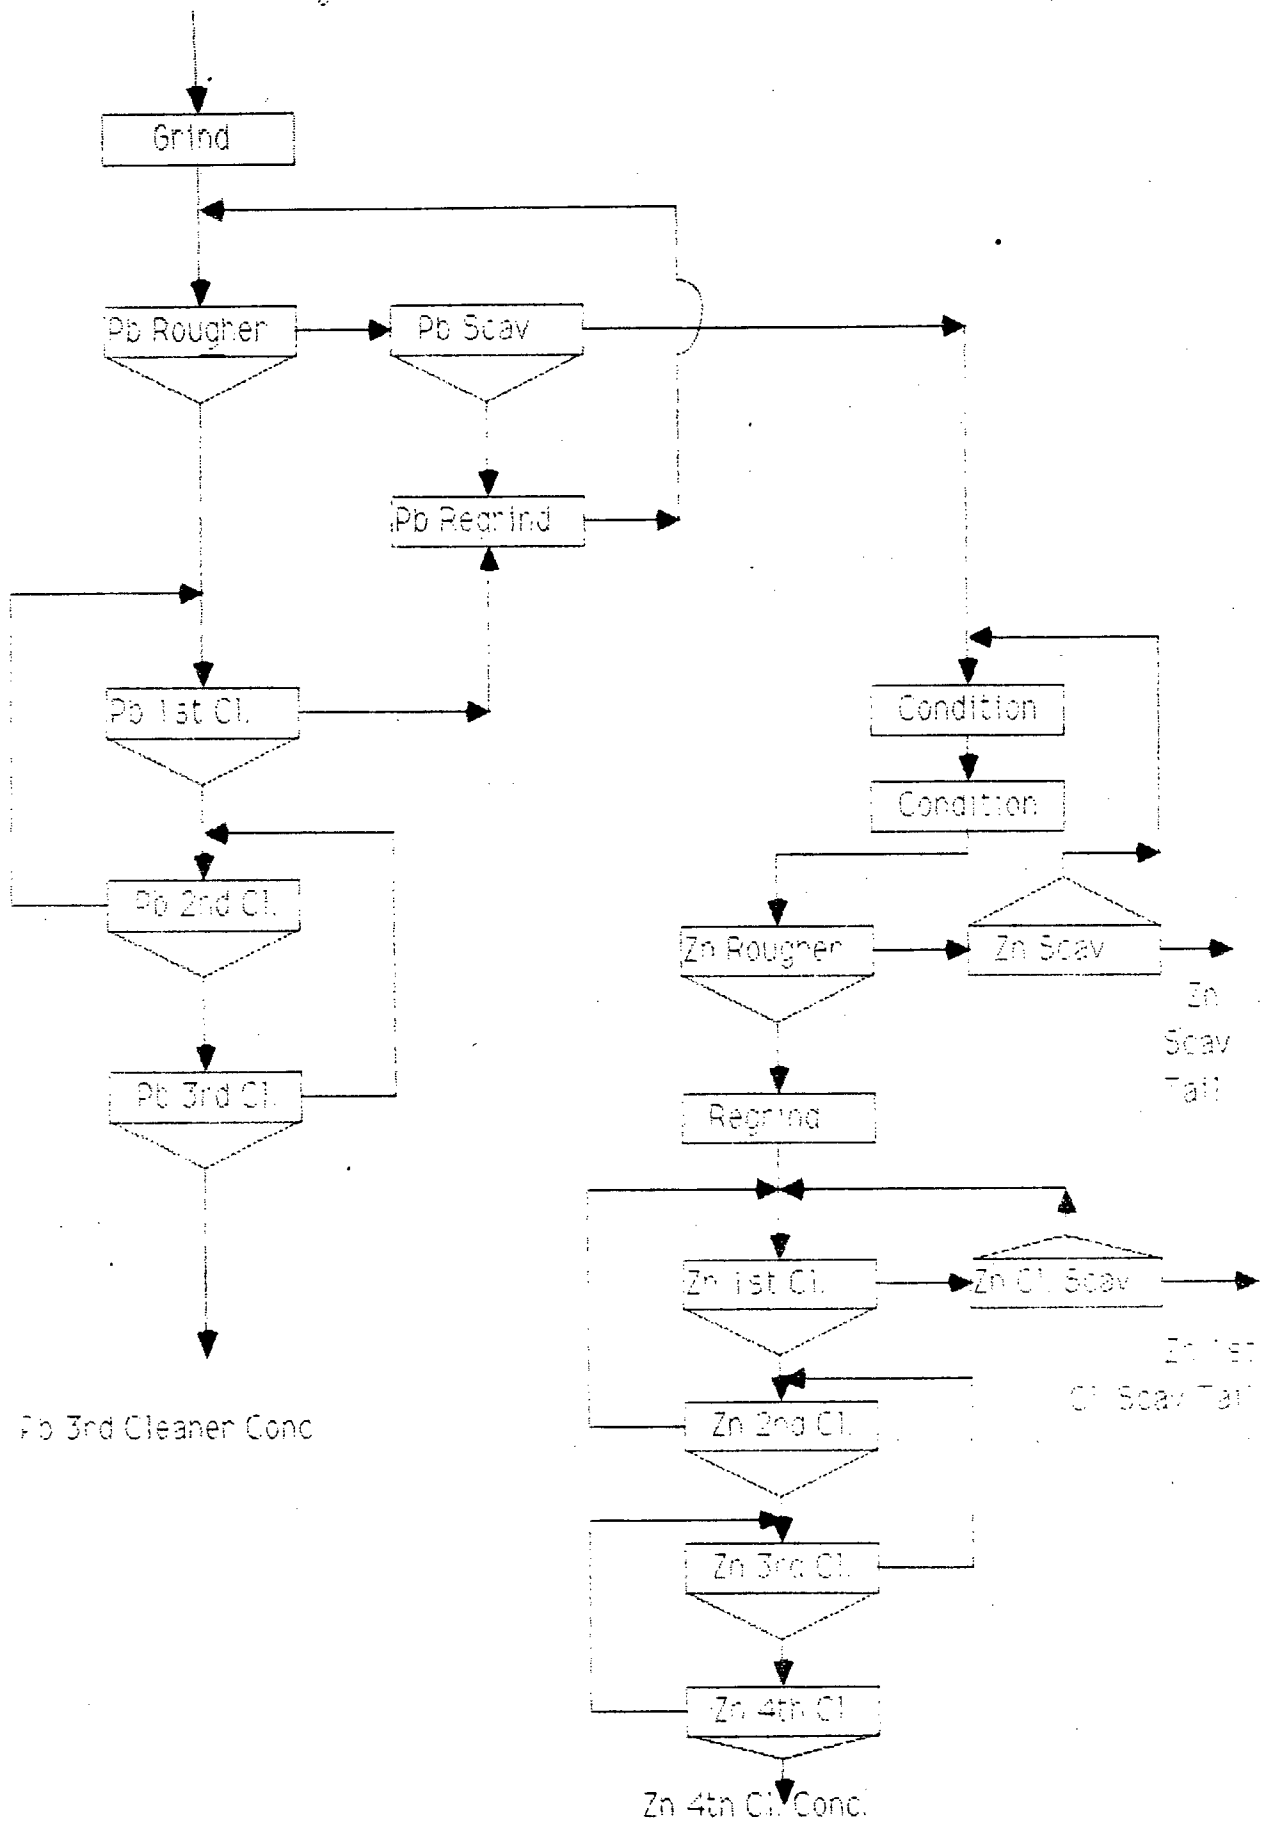 Grind
Pb Rougher
Pb Scav
Pb Regrind
Pb 1st Cl.
Condition
Condition
Pb 2nd Cl.
Zn Rougher
Zn Scav
Zn
Scav
Tail
Pb 3rd Cl.
Regrind
Zn 1st Cl.
Zn Cl. Scav
Zn 1st
Cl Scav Tail
Pb 3rd Cleaner Conc
Zn 2nd Cl.
Zn 3rd Cl.
Zn 4th Cl
Zn 4th Cl. Conc.